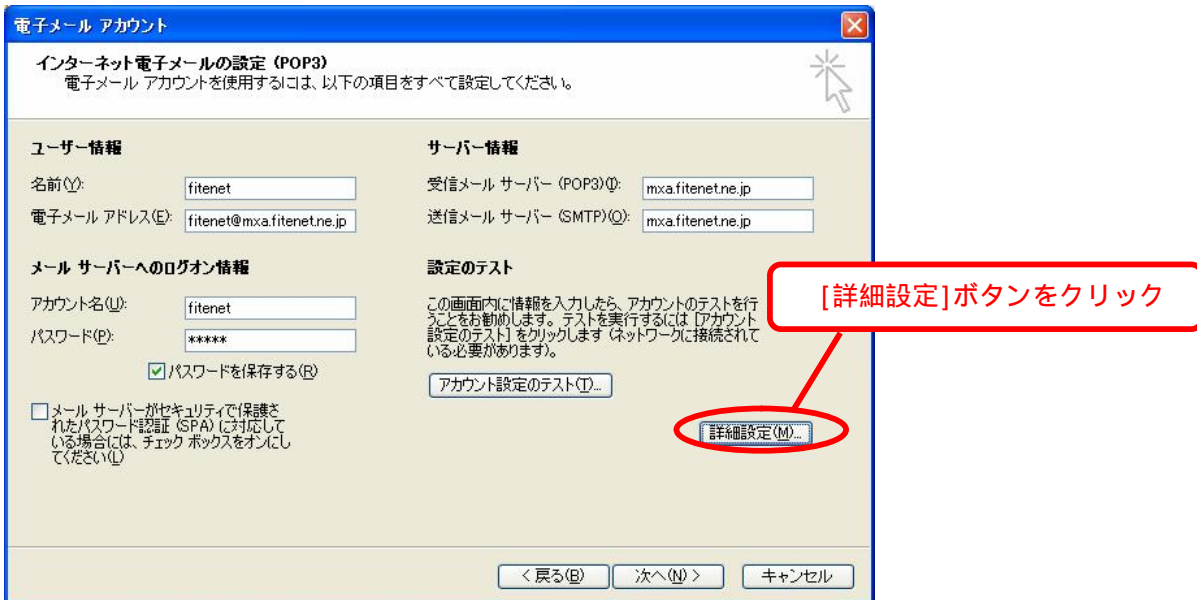 電子メール アカウント
インターネット電子メールの設定 (POP3)
電子メール アカウントを使用するには、以下の項目をすべて設定してください。
ユーザー情報
名前(Y):
fitenet
電子メール アドレス(E):
fitenet@mxa.fitenet.ne.jp
サーバー情報
受信メール サーバー (POP3)(I):
mxa.fitenet.ne.jp
送信メール サーバー (SMTP)(O):
mxa.fitenet.ne.jp
メール サーバーへのログオン情報
アカウント名(U):
fitenet
パスワード(P):
*****
パスワードを保存する(R)
メール サーバーがセキュリティで保護さ
れたパスワード認証 (SPA) に対応して
いる場合には、チェック ボックスをオンにし
てください(L)
設定のテスト
この画面内に情報を入力したら、アカウントのテストを行
うことをお勧めします。テストを実行するには [アカウント
設定のテスト] をクリックします (ネットワークに接続されて
いる必要があります)。
アカウント設定のテスト(T)...
[詳細設定]ボタンをクリック
詳細設定(M)...
< 戻る(B)
次へ(N) >
キャンセル